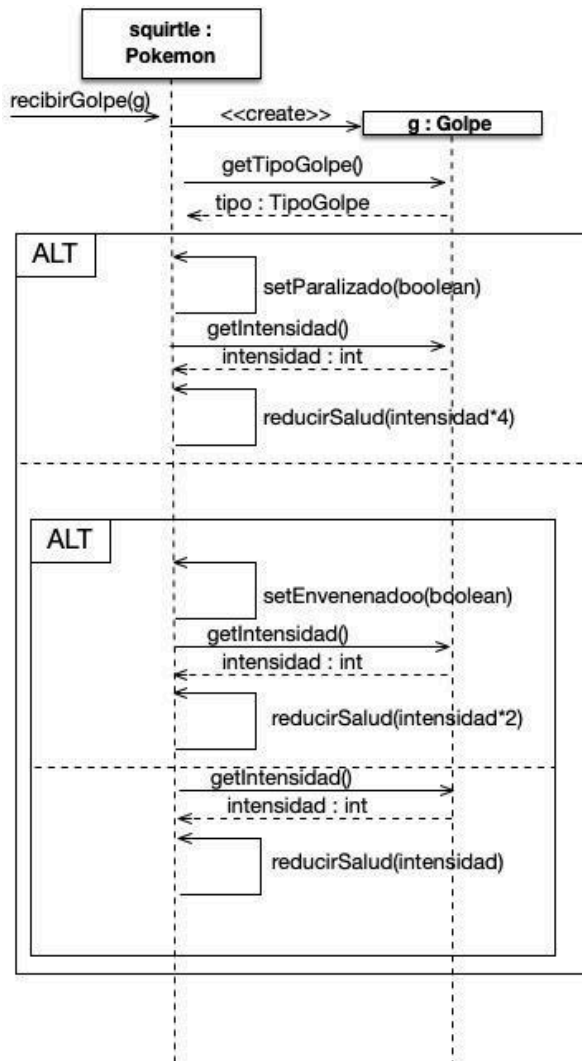 squirtle :
Pokemon
recibirGolpe(g)
<<create>>
g : Golpe
getTipoGolpe()
tipo : TipoGolpe
ALT
setParalizado(boolean)
getIntensidad()
intensidad : int
reducirSalud(intensidad*4)
ALT
setEnvenenadoo(boolean)
getIntensidad()
intensidad : int
reducirSalud(intensidad*2)
getIntensidad()
intensidad : int
reducirSalud(intensidad)